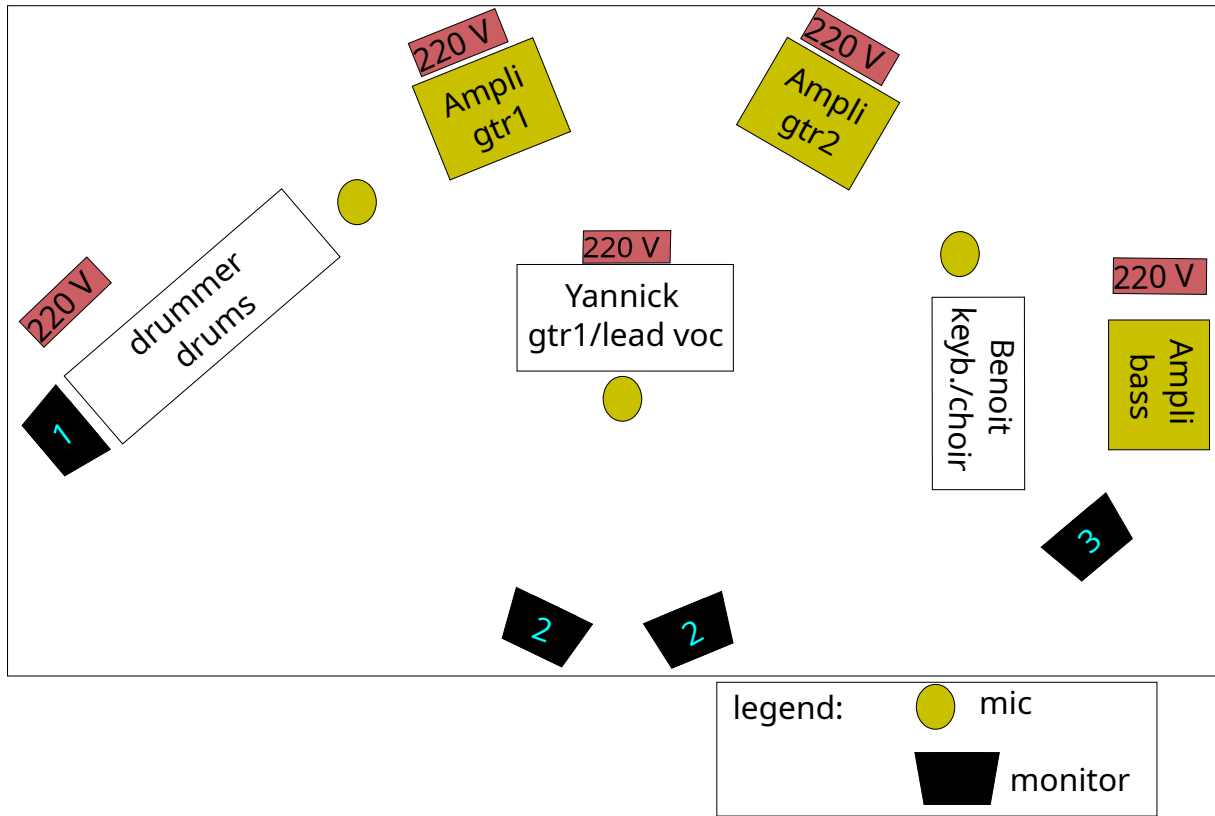 220 V
Ampli
gtr1
220 V
Ampli
gtr2
220 V
drummer
drums
1
220 V
Yannick
gtr1/lead voc
Benoit
keyb./choir
220 V
Ampli
bass
2
2
3
legend:
mic
monitor